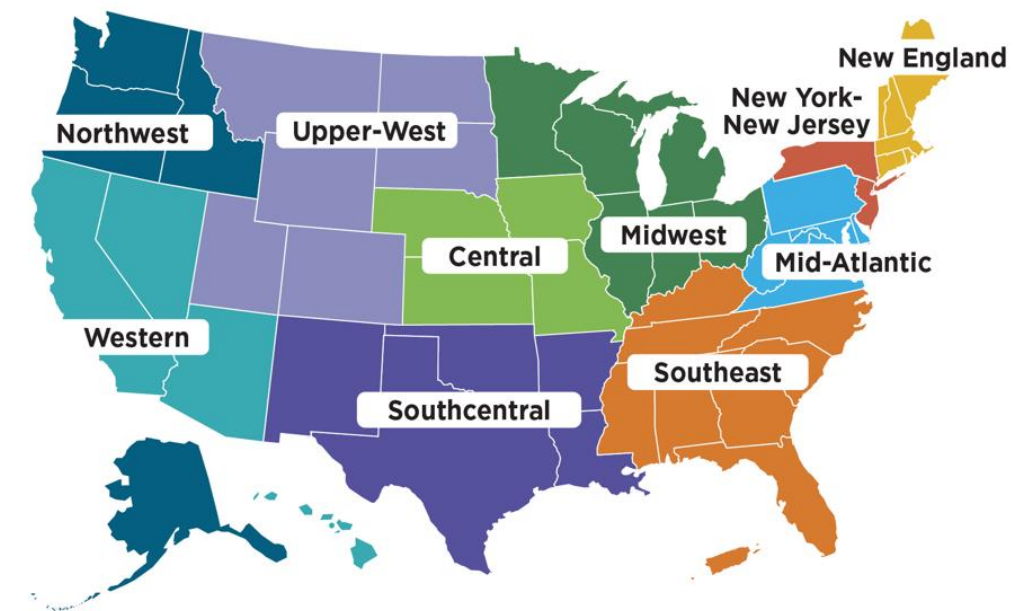 New England
New York-
New Jersey
Northwest
Upper-West
Midwest
Central
Mid-Atlantic
Western
Southeast
Southcentral